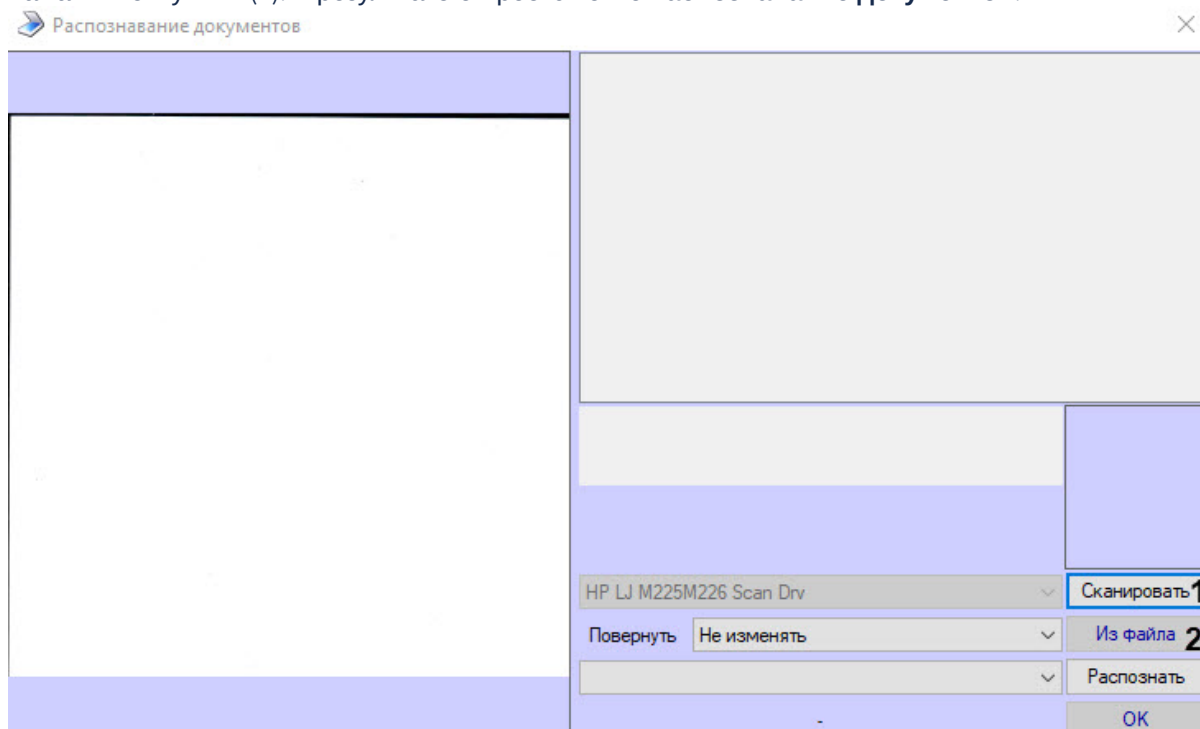 Распознавание документов
HP LJ M225M226 Scan Drv
Сканировать 1
Повернуть Не изменять
Из файла 2
Распознать
-
OK